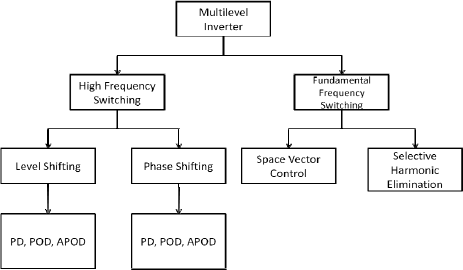 Multilevel
Inverter
High Frequency
Switching
Fundamental
Frequency
Switching
Level Shifting
Phase Shifting
Space Vector
Control
Selective
Harmonic
Elimination
PD, POD, APOD
PD, POD, APOD